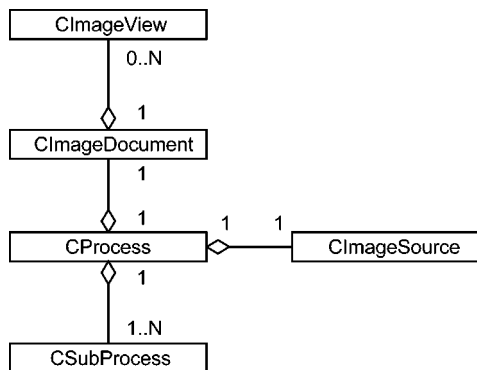 CImageView
0..N
1
CImageDocument
1
1
CProcess
1
1
CImageSource
1
1..N
CSubProcess